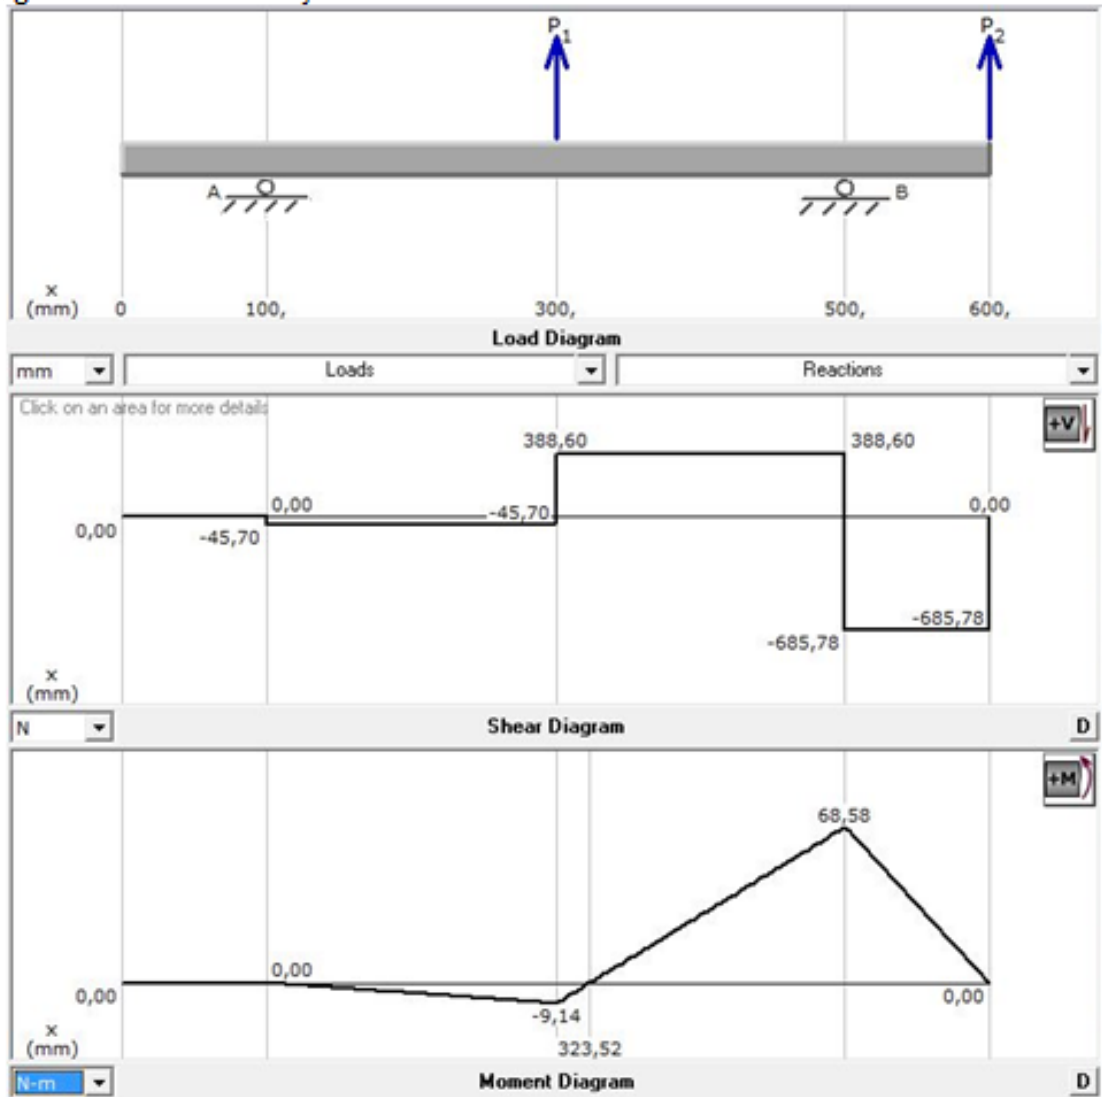 P1 P2
A B
x
(mm) 0 100, 300, 500, 600,
Load Diagram
mm Loads Reactions
Click on an area for more details
+V
388,60 388,60
0,00 -45,70 0,00
0,00 -45,70
-685,78
-685,78
x
(mm)
N Shear Diagram D
+M
68,58
0,00
0,00 0,00
-9,14
x
(mm) 323,52
N-m Moment Diagram D